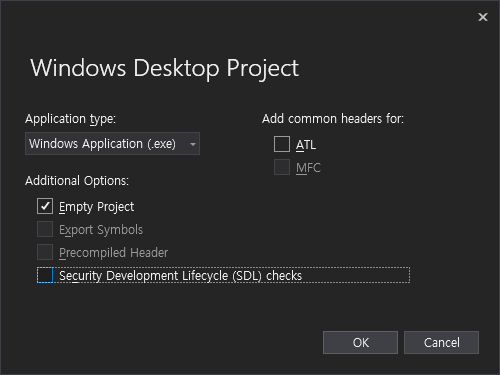 Windows Desktop Project
Application type:
Windows Application (.exe)
Additional Options:
Empty Project
Export Symbols
Precompiled Header
Security Development Lifecycle (SDL) checks
Add common headers for:
ATL
MFC
OK
Cancel